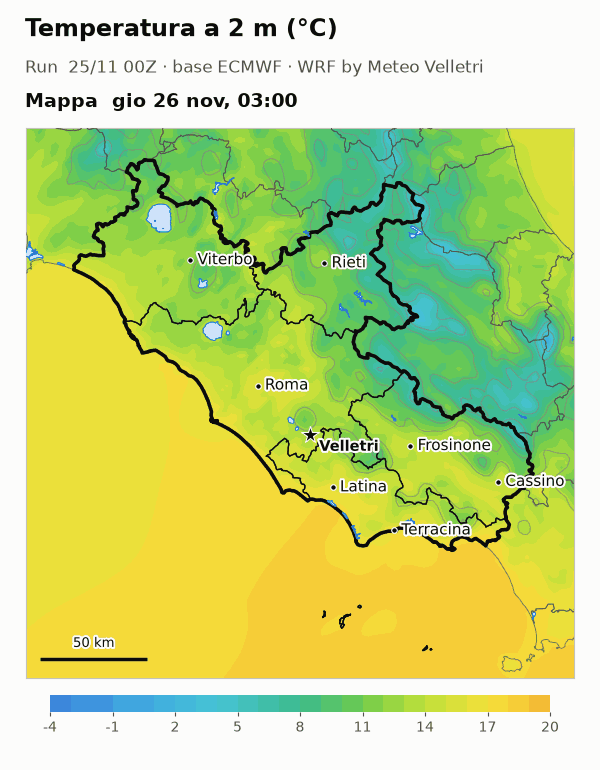 Temperatura a 2 m (°C)
Run  25/11 00Z · base ECMWF · WRF by Meteo Velletri
Mappa  gio 26 nov, 03:00
Viterbo
Rieti
Roma
Velletri
Frosinone
Cassino
Latina
Terracina
50 km
-4 -1 2 5 8 11 14 17 20